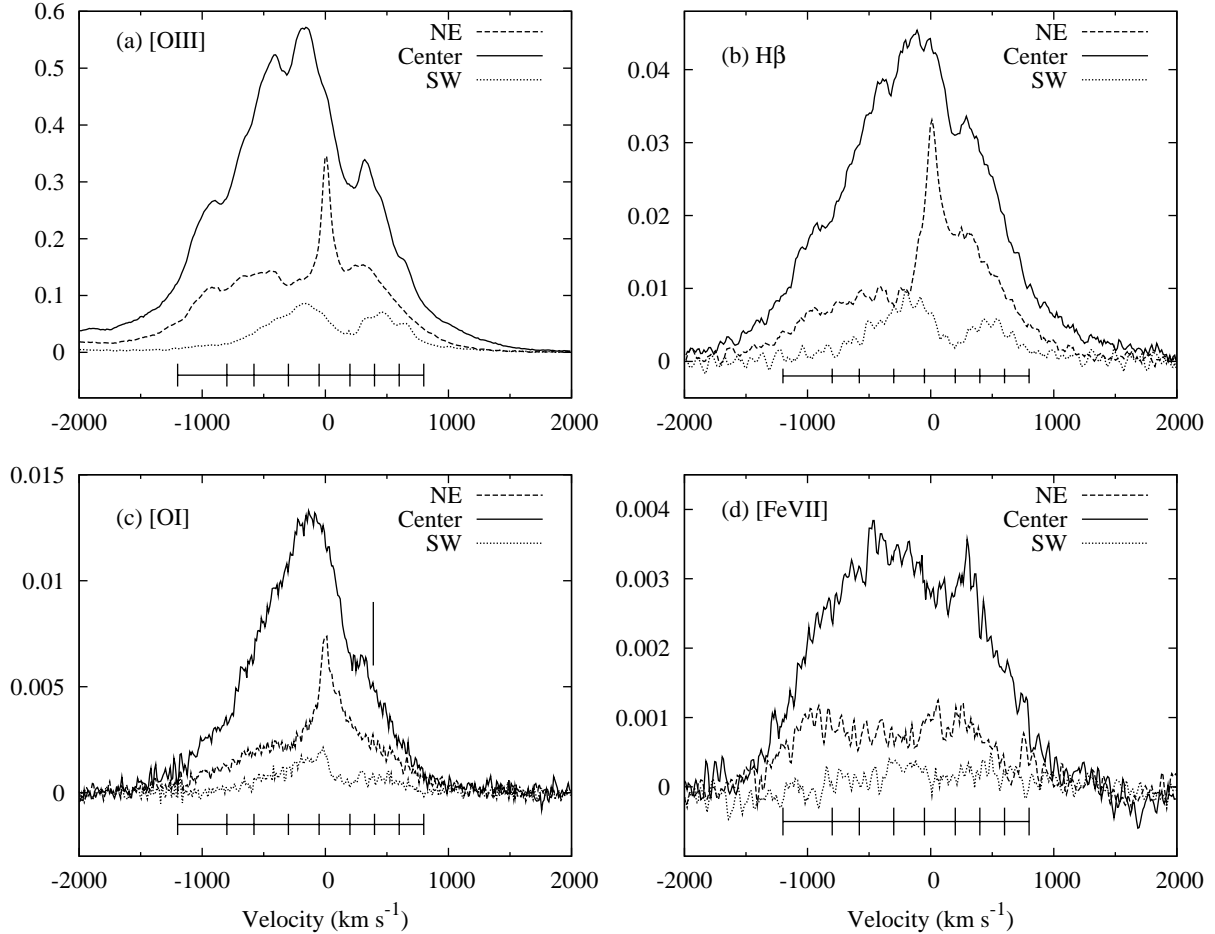 (a) [OIII]
NE
Center
SW
0.6
0.5
0.4
0.3
0.2
0.1
0
-2000
-1000
0
1000
2000
(b) Hβ
NE
Center
SW
0.04
0.03
0.02
0.01
0
-2000
-1000
0
1000
2000
(c) [OI]
NE
Center
SW
0.015
0.01
0.005
0
-2000
-1000
0
1000
2000
Velocity (km s⁻¹)
(d) [FeVII]
NE
Center
SW
0.004
0.003
0.002
0.001
0
-2000
-1000
0
1000
2000
Velocity (km s⁻¹)